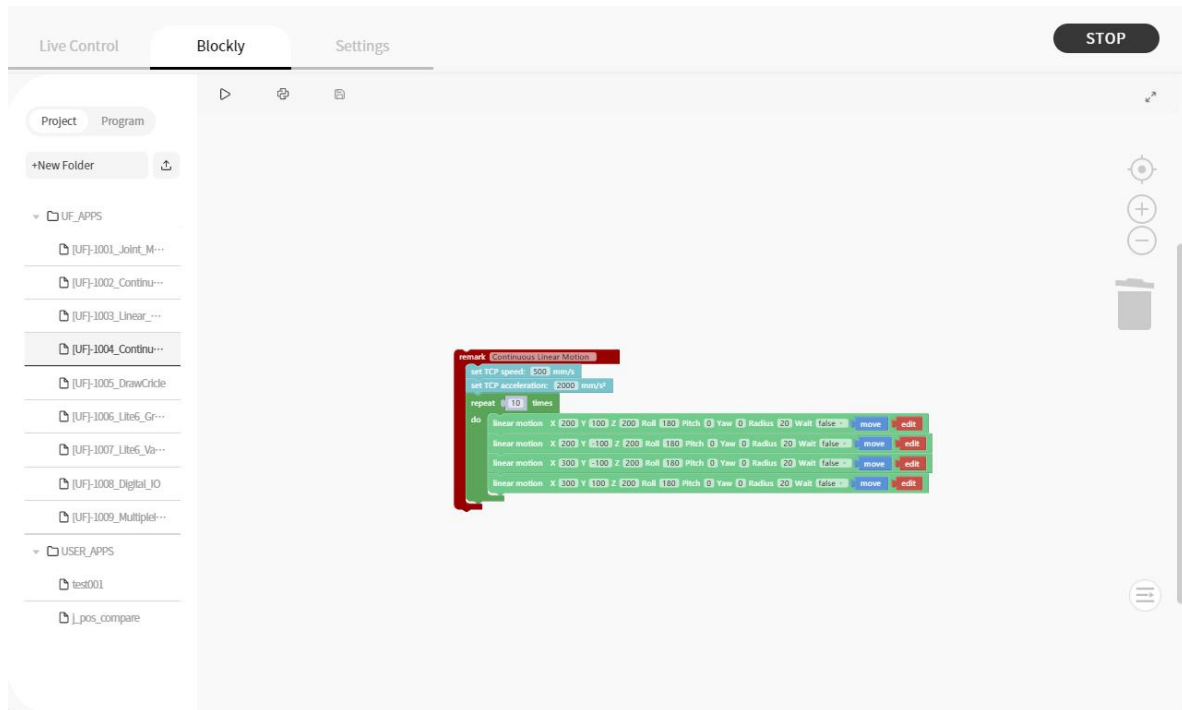 Live Control
Blockly
Settings
STOP
Project
Program
+New Folder
UF_APPS
[UF]-1001_Joint_M···
[UF]-1002_Continu···
[UF]-1003_Linear_···
[UF]-1004_Continu···
[UF]-1005_DrawCricle
[UF]-1006_Lite6_Gr···
[UF]-1007_Lite6_Va···
[UF]-1008_Digital_IO
[UF]-1009_Multiplel···
USER_APPS
test001
j_pos_compare
remark Continuous Linear Motion
set TCP speed: 500 mm/s
set TCP acceleration: 2000 mm/s²
repeat 10 times
do
linear motion X 200 Y 100 Z 200 Roll 180 Pitch 0 Yaw 0 Radius 20 Wait false move edit
linear motion X 200 Y -100 Z 200 Roll 180 Pitch 0 Yaw 0 Radius 20 Wait false move edit
linear motion X 300 Y -100 Z 200 Roll 180 Pitch 0 Yaw 0 Radius 20 Wait false move edit
linear motion X 300 Y 100 Z 200 Roll 180 Pitch 0 Yaw 0 Radius 20 Wait false move edit